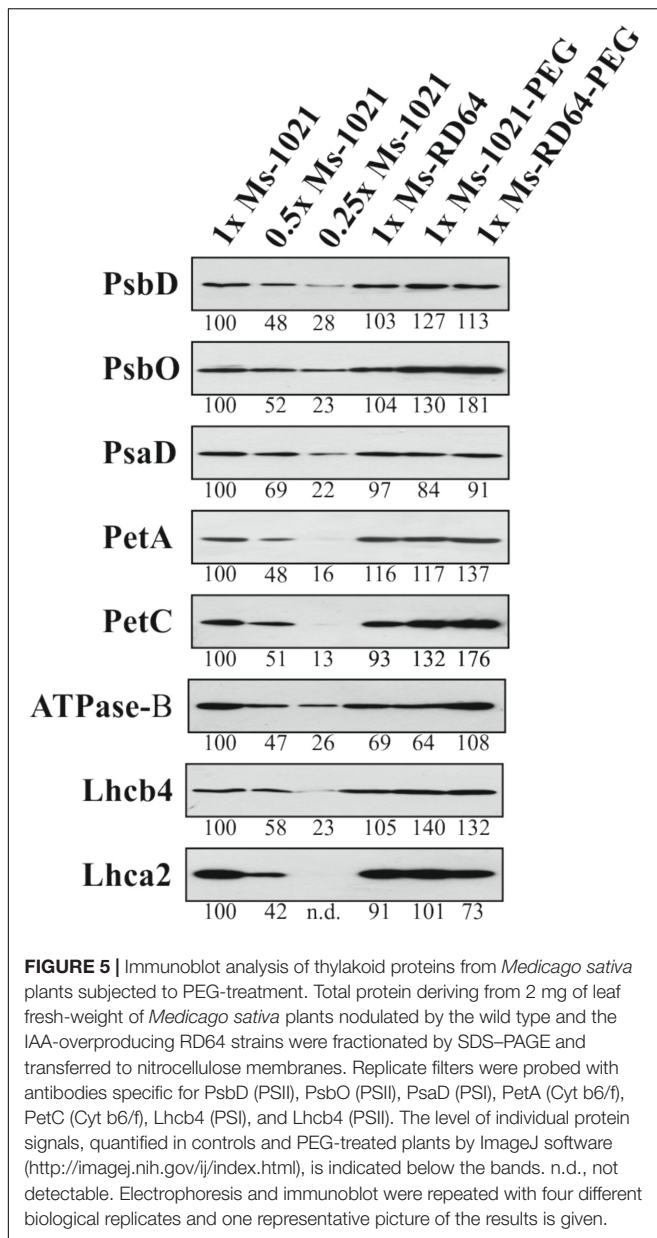 1x Ms-1021
0.5x Ms-1021
0.25x Ms-1021
1x Ms-RD64
1x Ms-1021-PEG
1x Ms-RD64-PEG
PsbD
100 48 28 103 127 113
PsbO
100 52 23 104 130 181
PsaD
100 69 22 97 84 91
PetA
100 48 16 116 117 137
PetC
100 51 13 93 132 176
ATPase-B
100 47 26 69 64 108
Lhcb4
100 58 23 105 140 132
Lhca2
100 42 n.d. 91 101 73
FIGURE 5 | Immunoblot analysis of thylakoid proteins from Medicago sativa
plants subjected to PEG-treatment. Total protein deriving from 2 mg of leaf
fresh-weight of Medicago sativa plants nodulated by the wild type and the
IAA-overproducing RD64 strains were fractionated by SDS–PAGE and
transferred to nitrocellulose membranes. Replicate filters were probed with
antibodies specific for PsbD (PSII), PsbO (PSII), PsaD (PSI), PetA (Cyt b6/f),
PetC (Cyt b6/f), Lhcb4 (PSI), and Lhcb4 (PSII). The level of individual protein
signals, quantified in controls and PEG-treated plants by ImageJ software
(http://imagej.nih.gov/ij/index.html), is indicated below the bands. n.d., not
detectable. Electrophoresis and immunoblot were repeated with four different
biological replicates and one representative picture of the results is given.